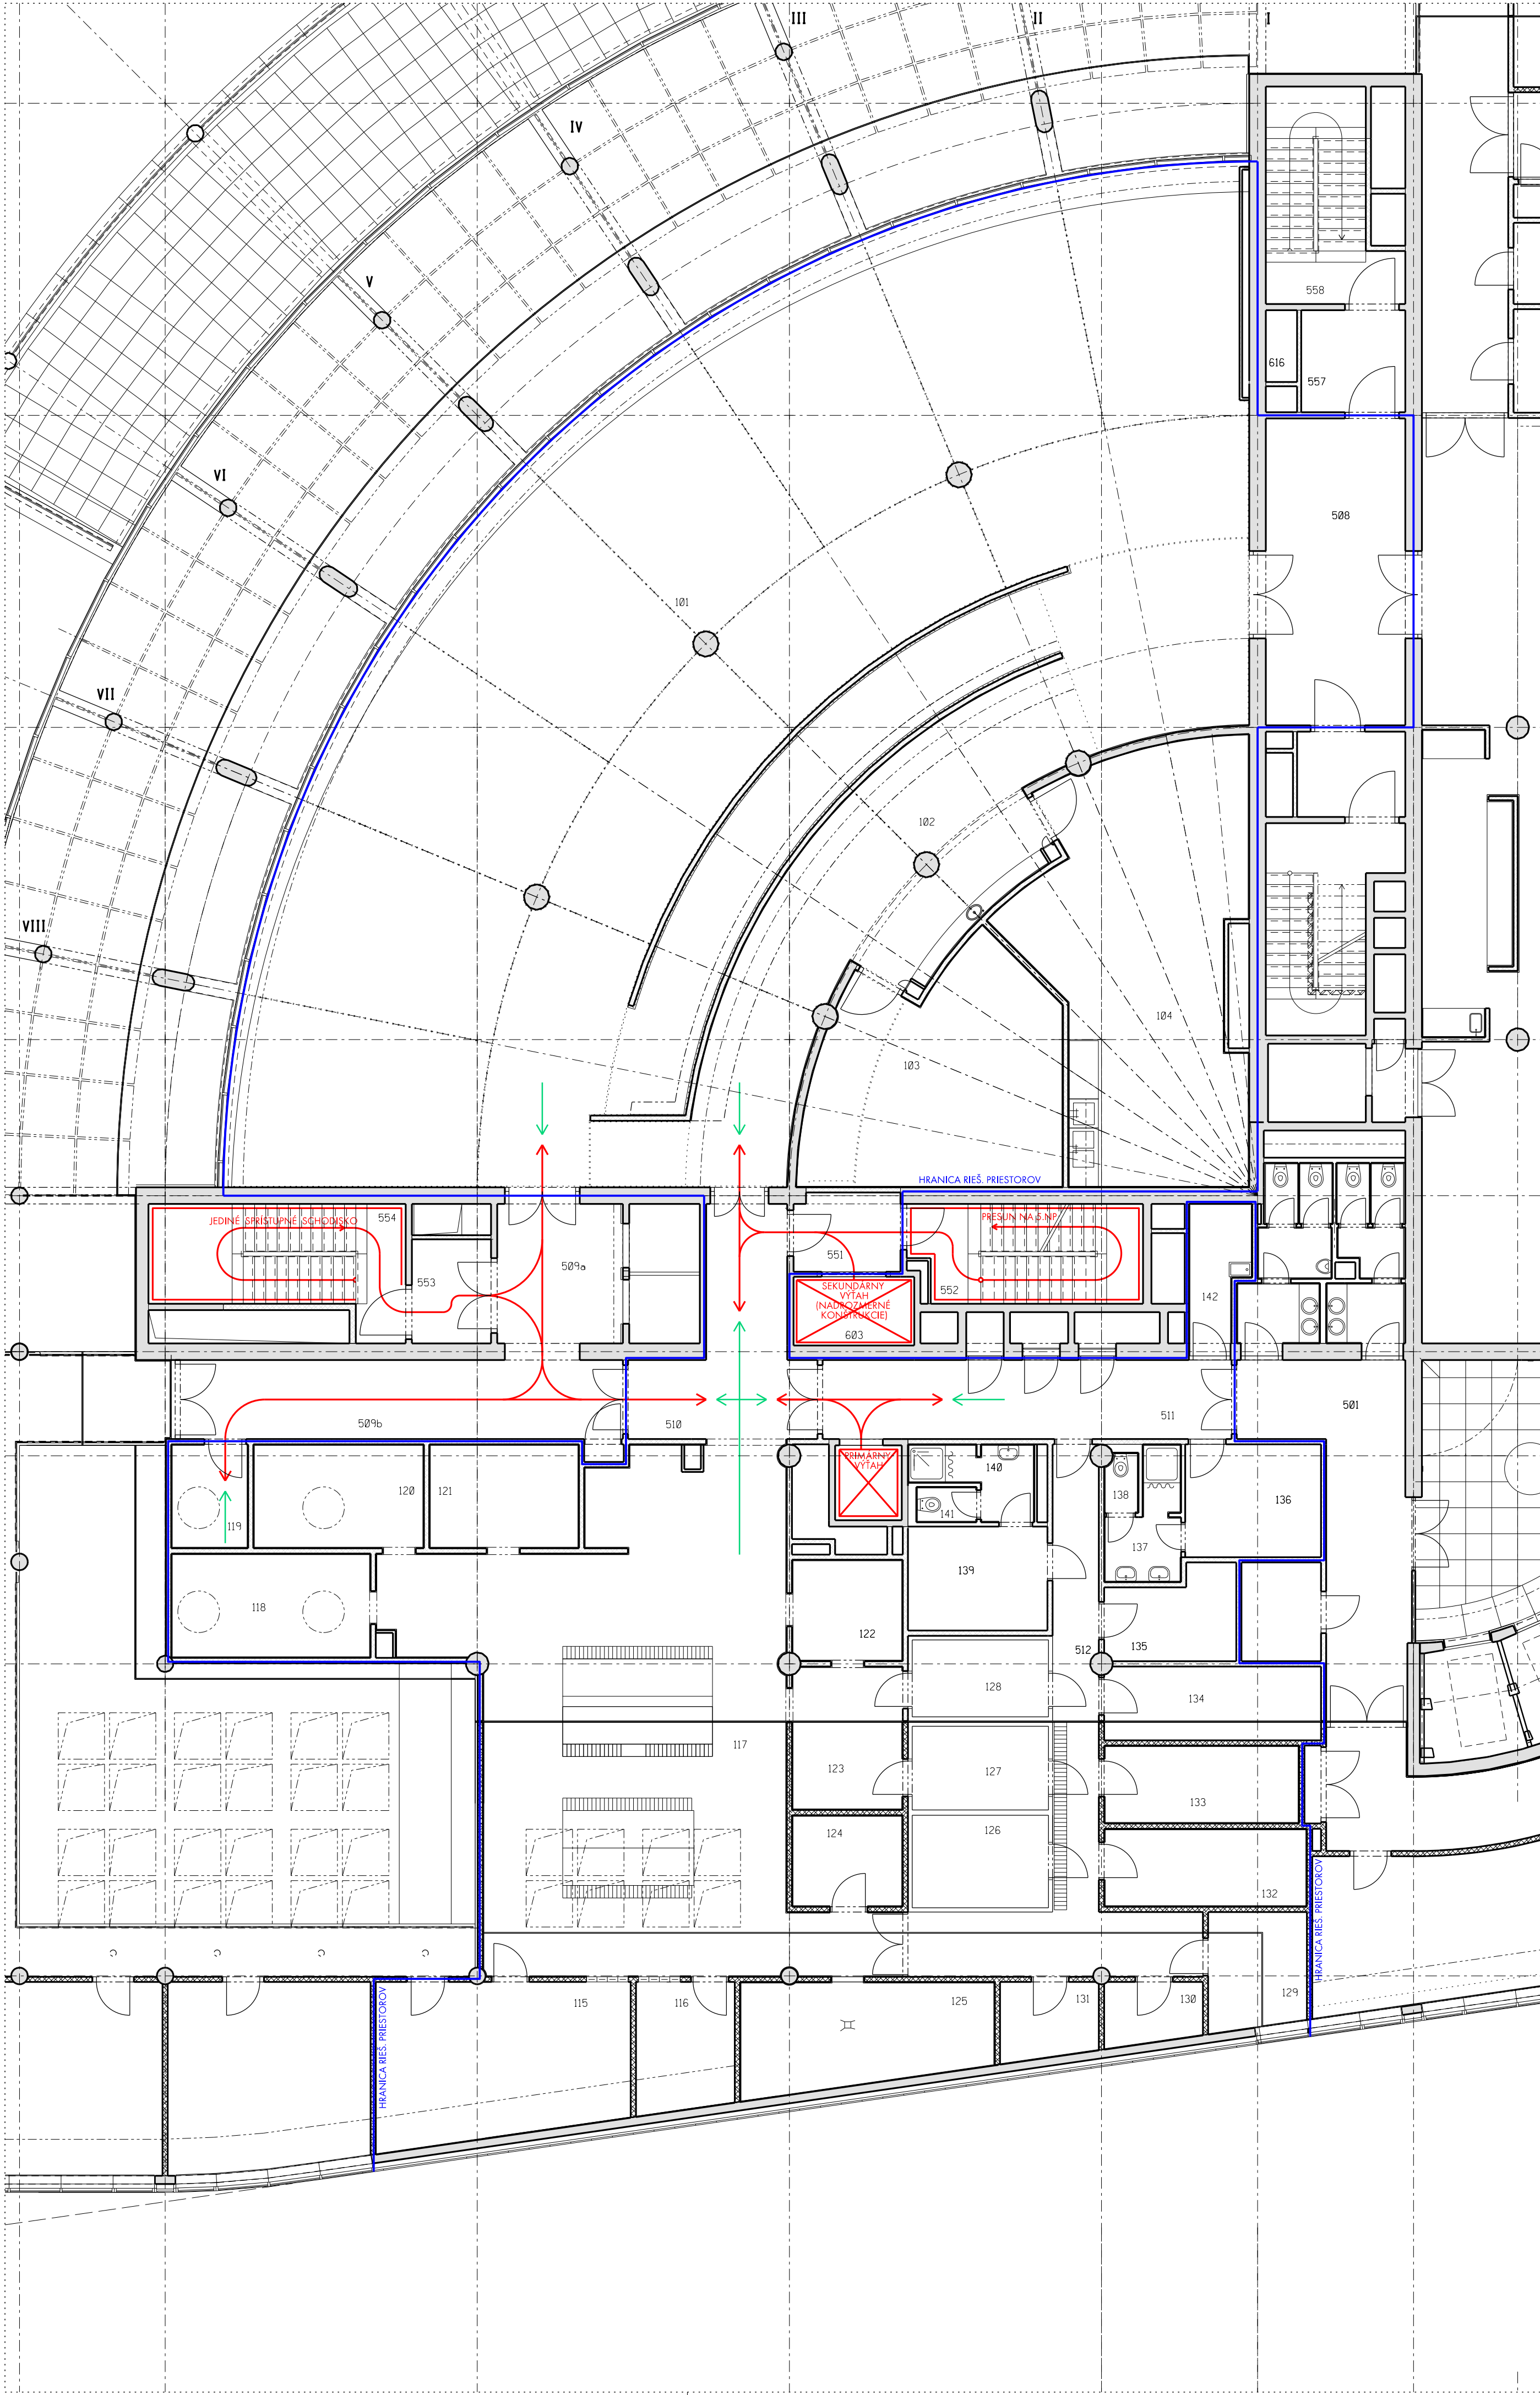 III
II
I
IV
V
558
616
557
VI
508
101
VII
102
VIII
104
103
HRANICA RIEŠ. PRIESTOROV
JEDINÉ SPRÍSTUPNÉ SCHODISKO
554
PRESUN NA 5.NP
551
509a
553
552
SEKUNDÁRNY
VÝŤAH
(NADROZMERNÉ
KONŠTRUKCIE)
603
142
509b
510
511
501
PRIMÁRNY
VÝŤAH
140
120
121
138
136
141
119
137
139
118
122
135
512
128
134
117
123
127
133
124
126
132
HRANICA RIEŠ. PRIESTOROV
129
115
116
125
131
130
HRANICA RIEŠ. PRIESTOROV